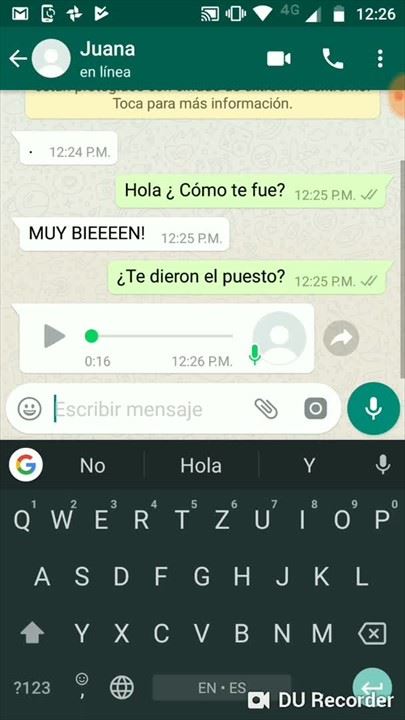 4G 12:26
Juana
en línea
Toca para más información.
. 12:24 P.M.
Hola ¿ Cómo te fue? 12:25 P.M.
MUY BIEEEEN! 12:25 P.M.
¿Te dieron el puesto? 12:25 P.M.
0:16 12:26 P.M.
Escribir mensaje
G No Hola Y
1 2 3 4 5 6 7 8 9 0
Q W E R T Z U I O P
A S D F G H J K L
Y X C V B N M
?123 , EN • ES
DU Recorder